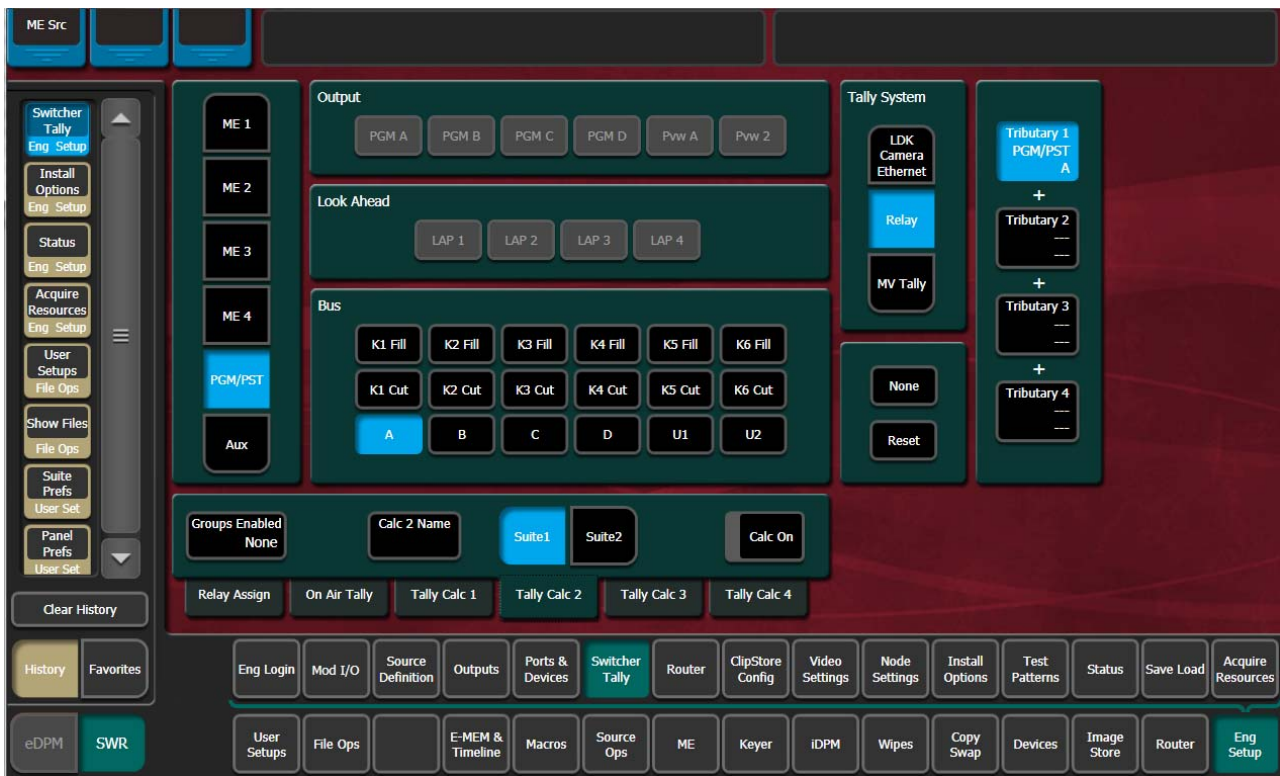 ME Src
Switcher
Tally
Eng Setup
Install
Options
Eng Setup
Status
Eng Setup
Acquire
Resources
Eng Setup
User
Setups
File Ops
Show Files
File Ops
Suite
Prefs
User Set
Panel
Prefs
User Set
Clear History
History
Favorites
eDPM
SWR
ME 1
ME 2
ME 3
ME 4
PGM/PST
Aux
Output
PGM A
PGM B
PGM C
PGM D
Pvw A
Pvw 2
Look Ahead
LAP 1
LAP 2
LAP 3
LAP 4
Bus
K1 Fill
K2 Fill
K3 Fill
K4 Fill
K5 Fill
K6 Fill
K1 Cut
K2 Cut
K3 Cut
K4 Cut
K5 Cut
K6 Cut
A
B
C
D
U1
U2
Tally System
LDK
Camera
Ethernet
Relay
MV Tally
None
Reset
Tributary 1
PGM/PST
A
+
Tributary 2
---
---
+
Tributary 3
---
---
+
Tributary 4
---
---
Groups Enabled
None
Calc 2 Name
Suite1
Suite2
Calc On
Relay Assign
On Air Tally
Tally Calc 1
Tally Calc 2
Tally Calc 3
Tally Calc 4
Eng Login
Mod I/O
Source
Definition
Outputs
Ports &
Devices
Switcher
Tally
Router
ClipStore
Config
Video
Settings
Node
Settings
Install
Options
Test
Patterns
Status
Save Load
Acquire
Resources
User
Setups
File Ops
E-MEM &
Timeline
Macros
Source
Ops
ME
Keyer
iDPM
Wipes
Copy
Swap
Devices
Image
Store
Router
Eng
Setup